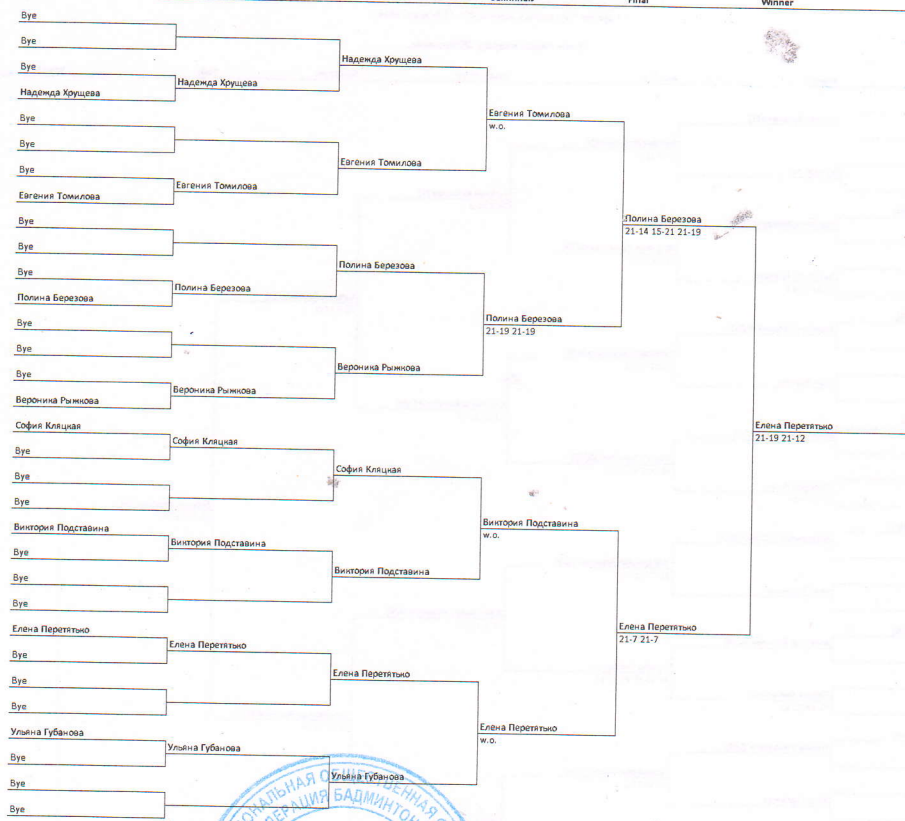 Final
Winner
Bye
Bye
Bye
Надежда Хрущева
Bye
Bye
Bye
Евгения Томилова
Bye
Bye
Bye
Полина Березова
Bye
Bye
Bye
Вероника Рыжкова
София Кляцкая
Bye
Bye
Bye
Виктория Подставина
Bye
Bye
Bye
Елена Перетятько
Bye
Bye
Bye
Ульяна Губанова
Bye
Bye
Bye
Надежда Хрущева
Евгения Томилова
Полина Березова
Вероника Рыжкова
София Кляцкая
Виктория Подставина
Елена Перетятько
Ульяна Губанова
Надежда Хрущева
Евгения Томилова
Полина Березова
Вероника Рыжкова
София Кляцкая
Виктория Подставина
Елена Перетятько
Ульяна Губанова
Евгения Томилова
w.o.
Полина Березова
21-19 21-19
Виктория Подставина
w.o.
Елена Перетятько
w.o.
Полина Березова
21-14 15-21 21-19
Елена Перетятько
21-7 21-7
Елена Перетятько
21-19 21-12